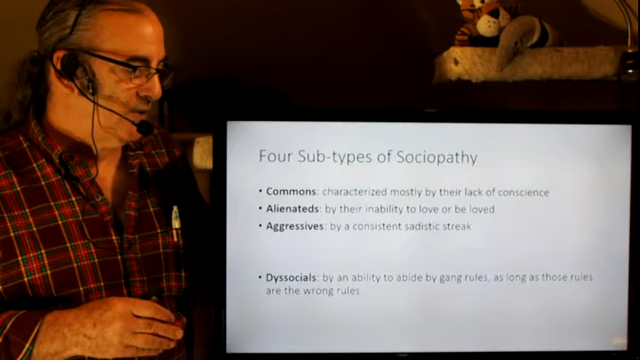 Four Sub-types of Sociopathy
• Commons: characterized mostly by their lack of conscience
• Alienateds: by their inability to love or be loved
• Aggressives: by a consistent sadistic streak
• Dyssocials: by an ability to abide by gang rules, as long as those rules
are the wrong rules